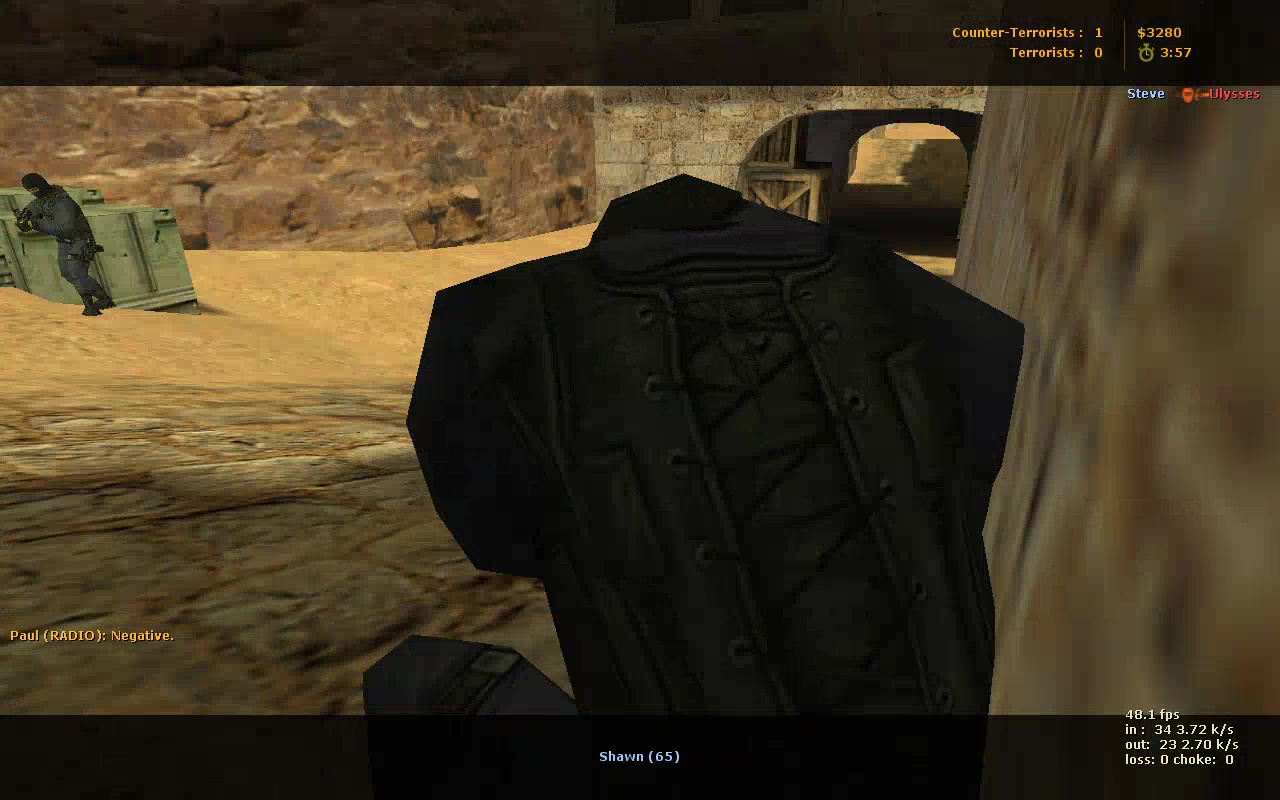 Counter-Terrorists : 1 $3280
Terrorists : 0 3:57
Steve Ulysses
Paul (RADIO): Negative.
48.1 fps
in : 34 3.72 k/s
out: 23 2.70 k/s
loss: 0 choke: 0
Shawn (65)